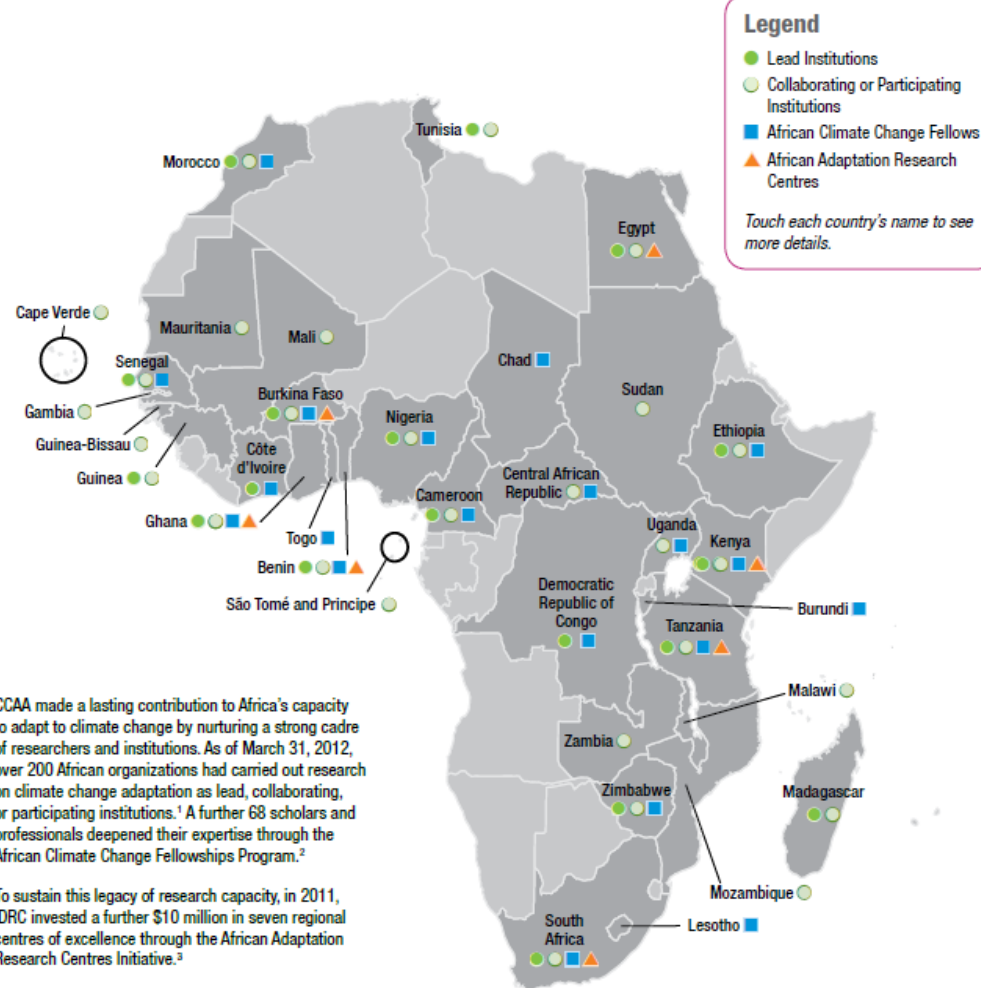 Legend
Lead Institutions
Collaborating or Participating
Institutions
African Climate Change Fellows
African Adaptation Research
Centres
Touch each country's name to see
more details.
Tunisia
Morocco
Egypt
Cape Verde
Mauritania
Mali
Senegal
Chad
Sudan
Burkina Faso
Gambia
Nigeria
Ethiopia
Guinea-Bissau
Côte
d'Ivoire
Guinea
Central African
Republic
Cameroon
Ghana
Uganda
Kenya
Togo
Benin
Democratic
Republic of
Congo
São Tomé and Principe
Burundi
Tanzania
Malawi
Zambia
Zimbabwe
Madagascar
Mozambique
South
Africa
Lesotho
CCAA made a lasting contribution to Africa's capacity
to adapt to climate change by nurturing a strong cadre
of researchers and institutions. As of March 31, 2012,
over 200 African organizations had carried out research
on climate change adaptation as lead, collaborating,
or participating institutions.¹ A further 68 scholars and
professionals deepened their expertise through the
African Climate Change Fellowships Program.²
To sustain this legacy of research capacity, in 2011,
IDRC invested a further $10 million in seven regional
centres of excellence through the African Adaptation
Research Centres Initiative.³